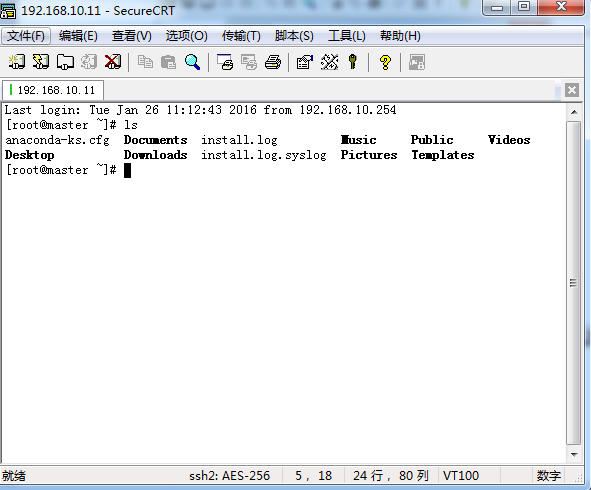 192.168.10.11 - SecureCRT
文件(F) 编辑(E) 查看(V) 选项(O) 传输(T) 脚本(S) 工具(L) 帮助(H)
192.168.10.11
Last login: Tue Jan 26 11:12:43 2016 from 192.168.10.254
[root@master ~]# ls
anaconda-ks.cfg Documents install.log Music Public Videos
Desktop Downloads install.log.syslog Pictures Templates
[root@master ~]#
就绪 ssh2: AES-256 5, 18 24 行, 80 列 VT100 数字